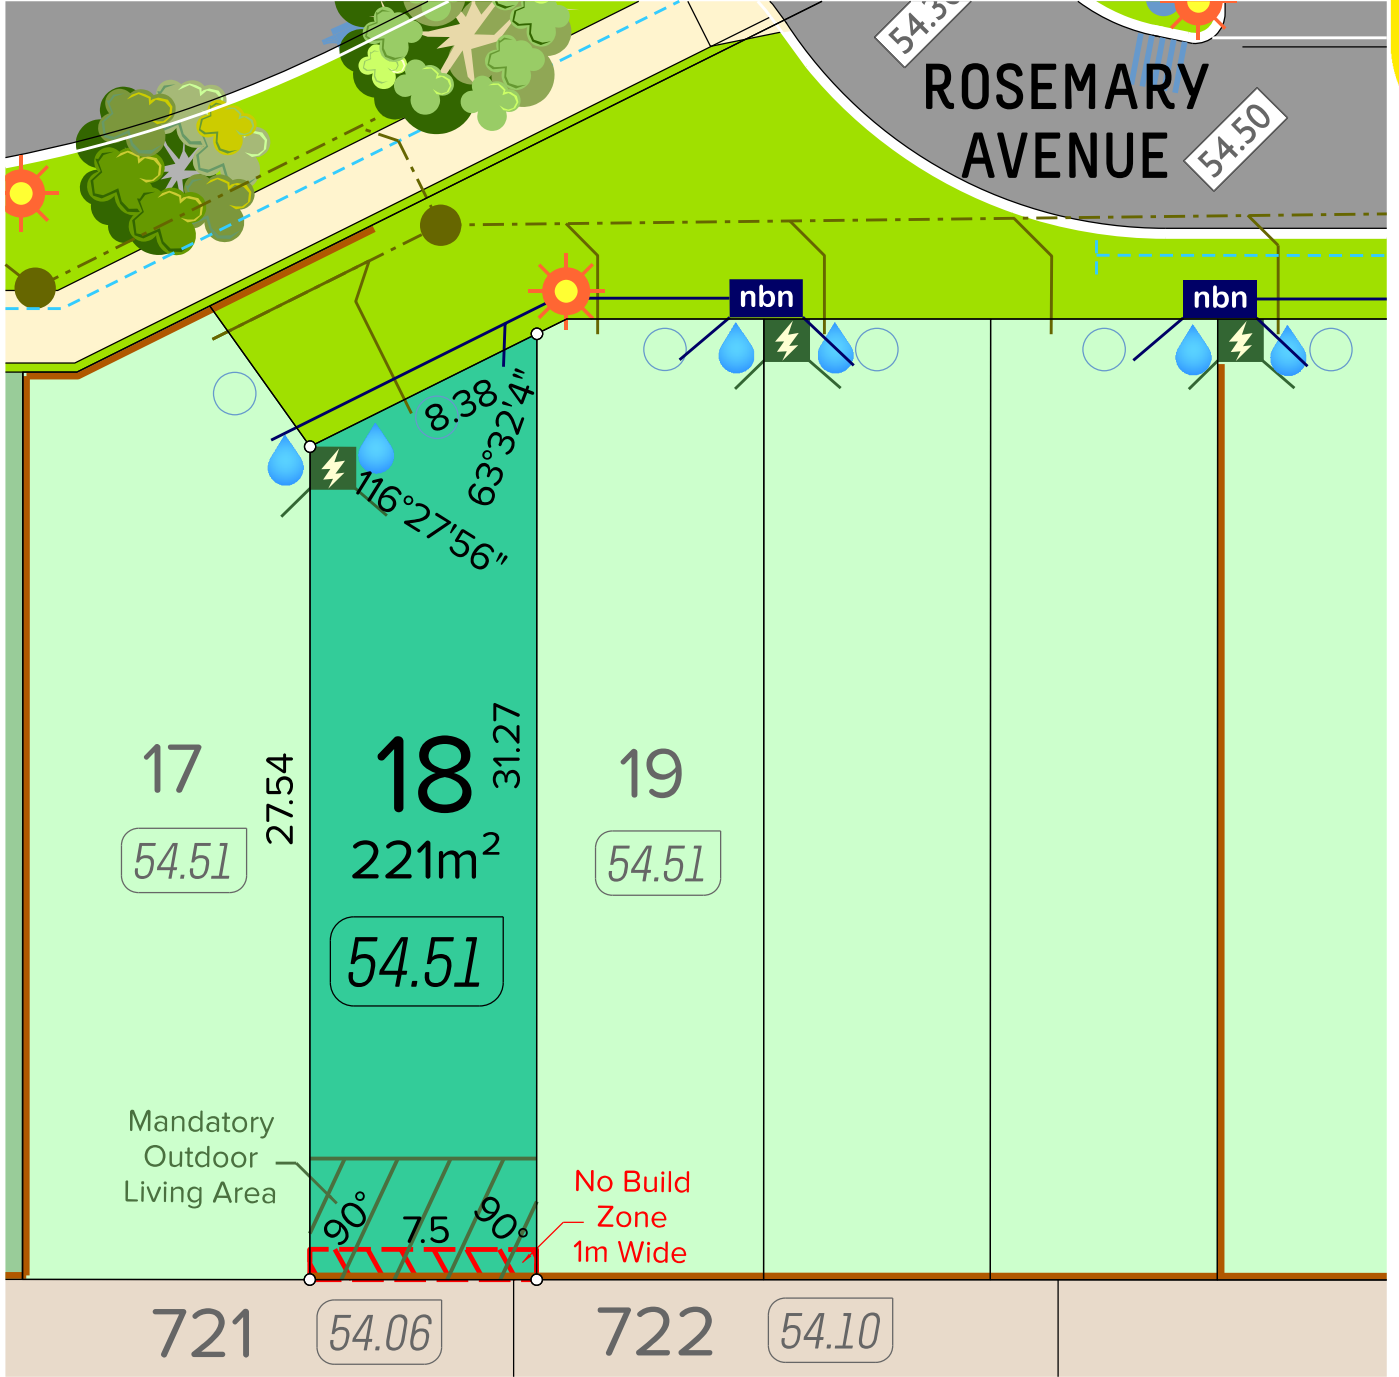 54.30
ROSEMARY
AVENUE
54.50
nbn
nbn
8.38
63°32'4"
116°27'56"
17
54.51
27.54
18
221m²
54.51
31.27
19
54.51
Mandatory
Outdoor
Living Area
90°
7.5
90°
No Build
Zone
1m Wide
721
54.06
722
54.10